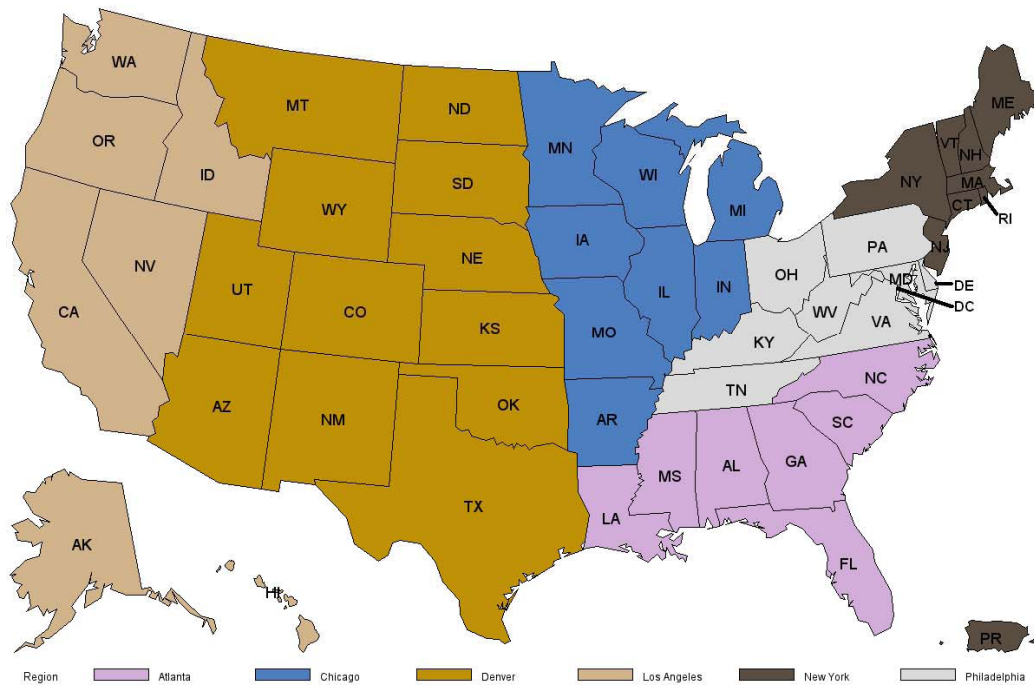 WA
MT
ND
ME
OR
MN
VT
NH
ID
SD
WI
NY
MA
WY
MI
CT
RI
NV
IA
NE
PA
NJ
UT
OH
MD
DE
CA
CO
IL
IN
DC
KS
MO
WV
VA
KY
AZ
NM
OK
AR
TN
NC
SC
MS
AL
GA
TX
LA
AK
FL
HI
PR
Region Atlanta Chicago Denver Los Angeles New York Philadelphia